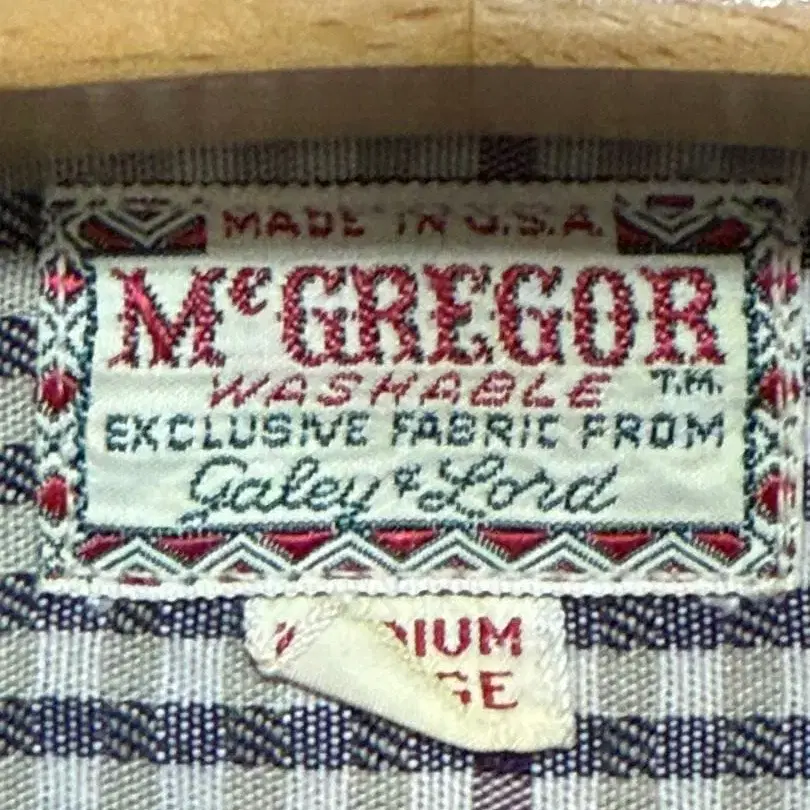 MADE IN U.S.A.
McGREGOR
WASHABLE T.M.
EXCLUSIVE FABRIC FROM
Galey & Lord